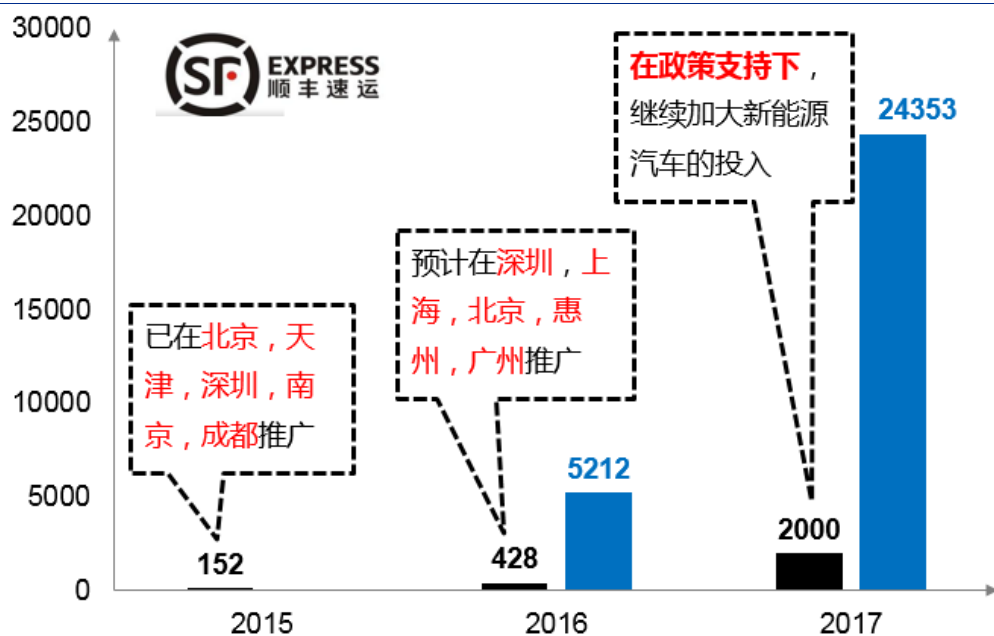 30000
25000
20000
15000
10000
5000
0
SF
EXPRESS
顺丰速运
已在北京，天
津，深圳，南
京，成都推广
152
2015
预计在深圳，上
海，北京，惠
州，广州推广
428
5212
2016
在政策支持下，
继续加大新能源
汽车的投入
2000
24353
2017